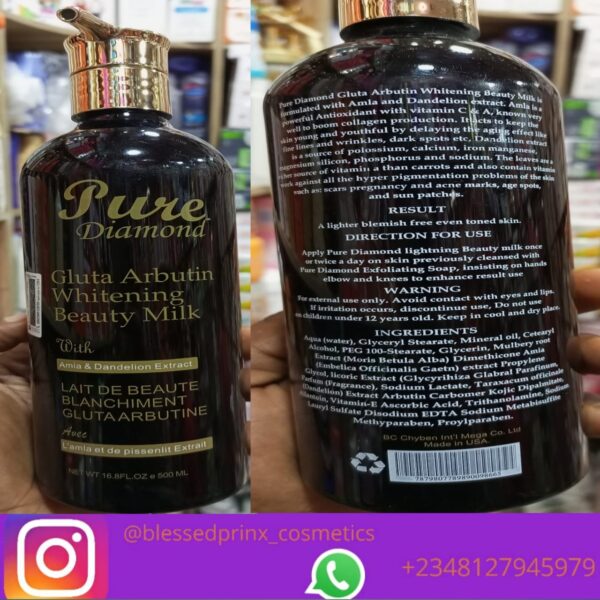 Pure
Diamond
Gluta Arbutin
Whitening
Beauty Milk
With
Amla & Dandelion Extract
LAIT DE BEAUTE
BLANCHIMENT
GLUTA ARBUTINE
Avec
L'amla et de pissenlit Extrait
NET WT 16.8FL.OZ e 500 ML
Pure Diamond Gluta Arbutin Whitening Beauty Milk is
formulated with Amla and Dandelion extract. Amla is a
powerful Antioxidant with vitamin C & A, known very
well to boom collagen production. It used to keep the
skin young and youthful by delaying the aging effect like
fine lines and wrinkles, dark spots etc. Dandelion extract
is a source of potossium, calcium, iron manganese,
magnesium silicon, phosphorus and sodium. The leaves are a
source of vitamin a than carrots and also contain vitamin
work against all the hyper pigmentation problems of the skin
such as: scars pregnancy and acne marks, age spots,
and sun patches.
RESULT
A lighter blemish free even toned skin.
DIRECTION FOR USE
Apply Pure Diamond lightning Beauty milk once
or twice a day on skin previously cleansed with
Pure Diamond Exfoliating Soap, insisting on hands
elbow and knees to enhance result use
WARNING
For external use only. Avoid contact with eyes and lips.
If irritation occurs, discontinue use, Do not use
on children under 12 years old. Keep in cool and dry place.
INGREDIENTS
Aqua (water), Glyceryl Stearate, Mineral oil, Cetearyl
Alcohol, PEG 100-Stearate, Glycerin, Mulberry root
Extract (Morus Betula Alba) Dimethicone Amla
(Embelica Officinalis Gaetn) extract Propylene
Glycol, licortic Extract (Glycyrrhisa Glabral Parafinum,
Parfum (Fragrance), Sodium Lactate, Taraxacum officinale
(Dandelion) Extract Arbutin Carbomer Kojic Dipalmitate,
Allantoin, Vitamin-E Ascorbic Acid, Trithanolamine, Sodium
Lauryl Sulfate Disodium EDTA Sodium Metabisulfite
Methyparaben, Proylparaben.
BC Chyben Int'l Mega Co. Ltd
Made in USA.
@blessedprinx_cosmetics
+2348127945979